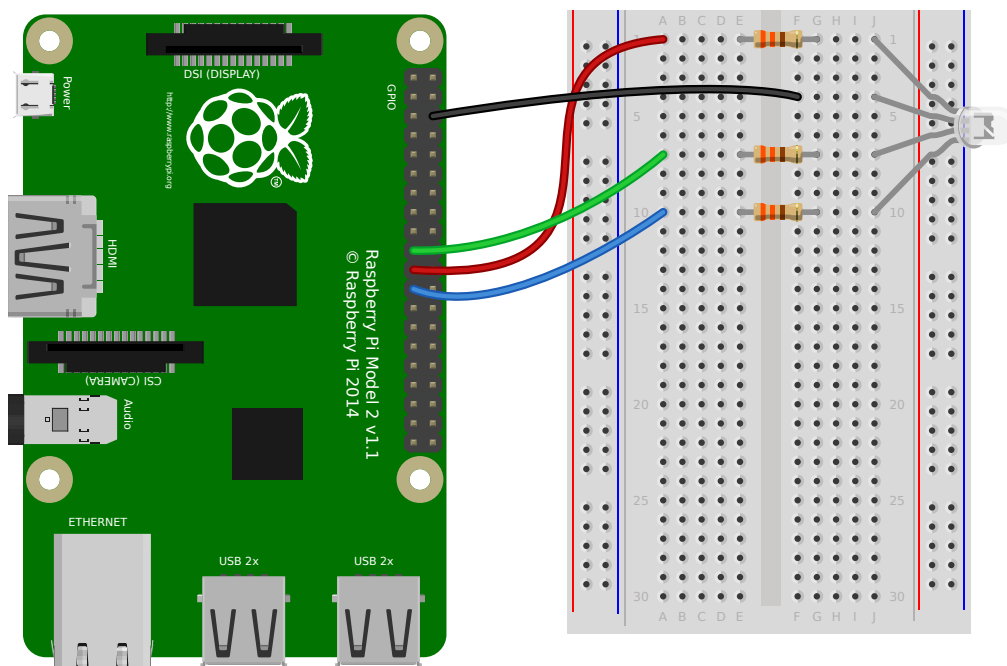 DSI (DISPLAY)
Power
GPIO
http://www.raspberrypi.org
TM
HDMI
Raspberry Pi Model 2 v1.1
© Raspberry Pi 2014
CSI (CAMERA)
Audio
ETHERNET
USB 2x
USB 2x
A B C D E F G H I J
1 1
5 5
10 10
15 15
20 20
25 25
30 30
A B C D E F G H I J